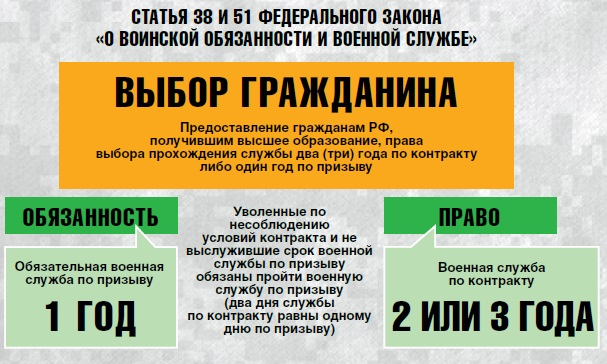 СТАТЬЯ 38 И 51 ФЕДЕРАЛЬНОГО ЗАКОНА
«О ВОИНСКОЙ ОБЯЗАННОСТИ И ВОЕННОЙ СЛУЖБЕ»
ВЫБОР ГРАЖДАНИНА
Предоставление гражданам РФ,
получившим высшее образование, права
выбора прохождения службы два (три) года по контракту
либо один год по призыву
ОБЯЗАННОСТЬ
Обязательная военная
служба по призыву
1 ГОД
Уволенные по
несоблюдению
условий контракта и не
выслужившие срок военной
службы по призыву
обязаны пройти военную
службу по призыву
(два дня службы
по контракту равны одному
дню по призыву)
ПРАВО
Военная служба
по контракту
2 ИЛИ 3 ГОДА